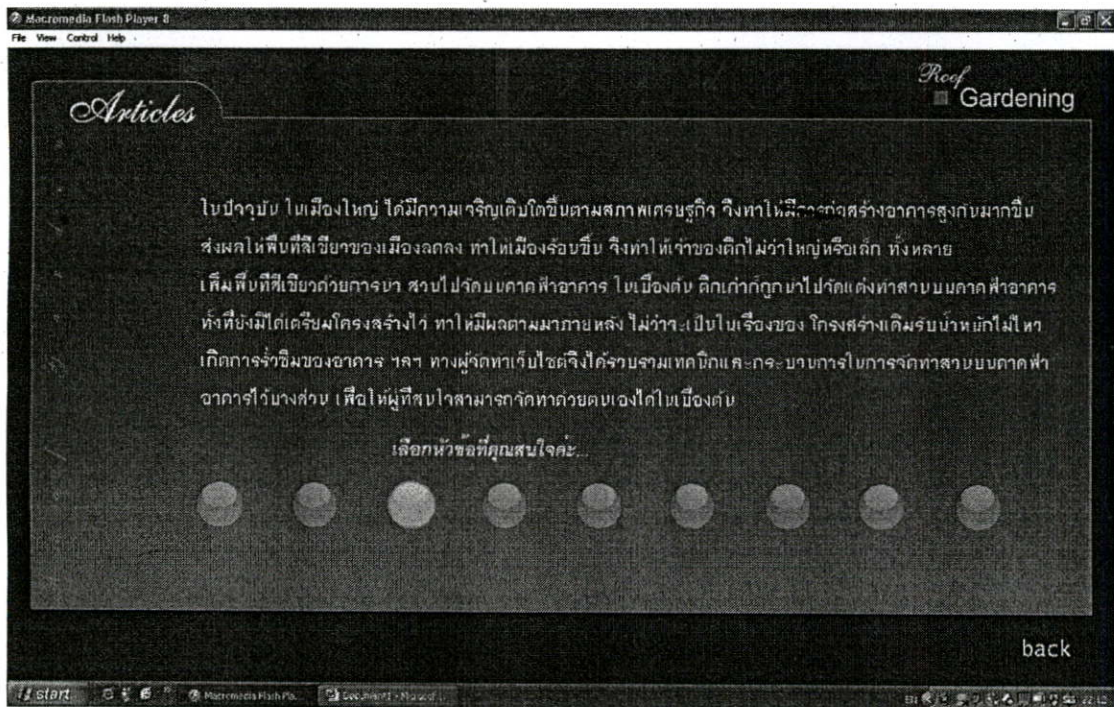 Macromedia Flash Player 8
File View Control Help
Roof
Gardening
Articles
ในปัจจุบัน ในเมืองใหญ่ ได้มีความเจริญเติบโตขึ้นตามสภาพเศรษฐกิจ จึงทำให้มีการก่อสร้างอาคารสูงกันมากขึ้น
ส่งผลให้พื้นที่สีเขียวของเมืองลดลง ทำให้เมืองร้อนขึ้น จึงทำให้เจ้าของตึกไม่ว่าใหญ่หรือเล็ก ทั้งหลาย
เพิ่มพื้นที่สีเขียวด้วยการนำ สวนไปจัดบนดาดฟ้าอาคาร ในเบื้องต้น ตึกเก่าก็ถูกนำไปจัดแต่งทำสวนบนดาดฟ้าอาคาร
ทั้งที่ยังมิได้เตรียมโครงสร้างไว้ ทำให้มีผลตามมาภายหลัง ไม่ว่าจะเป็นในเรื่องของ โครงสร้างเดิมรับน้ำหนักไม่ไหว
เกิดการรั่วซึมของอาคาร ฯลฯ ทางผู้จัดทำเว็บไซต์จึงได้รวบรวมเทคนิคและกระบวนการในการจัดทำสวนบนดาดฟ้า
อาคารไว้บางส่วน เพื่อให้ผู้ที่สนใจสามารถจัดทำด้วยตนเองได้ในเบื้องต้น
เลือกหัวข้อที่คุณสนใจค่ะ...
back
start Macromedia Flash Pla... Document1 - Microsof... EN 22:42